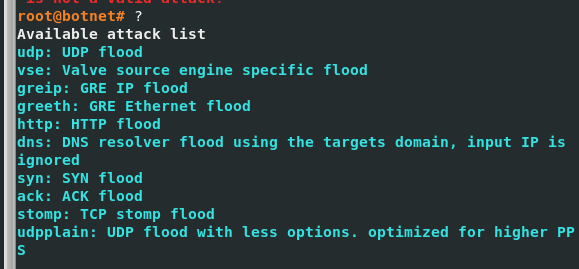 is not a valid attack!
root@botnet# ?
Available attack list
udp: UDP flood
vse: Valve source engine specific flood
greip: GRE IP flood
greeth: GRE Ethernet flood
http: HTTP flood
dns: DNS resolver flood using the targets domain, input IP is
ignored
syn: SYN flood
ack: ACK flood
stomp: TCP stomp flood
udpplain: UDP flood with less options. optimized for higher PP
S